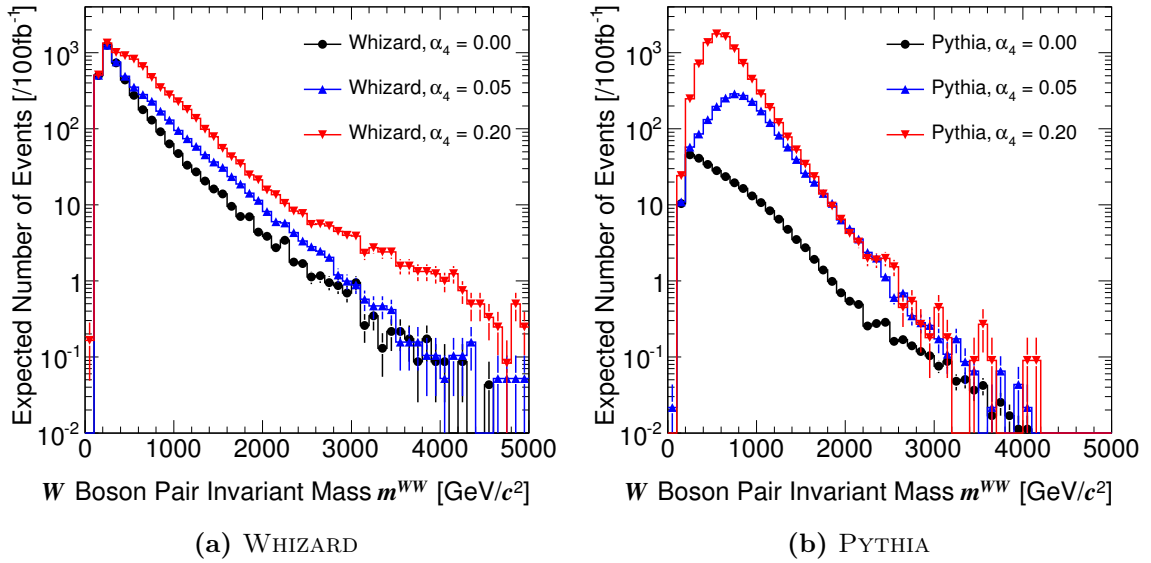 Expected Number of Events [/100fb⁻¹]
10³
10²
10
1
10⁻¹
10⁻²
Whizard, α₄ = 0.00
Whizard, α₄ = 0.05
Whizard, α₄ = 0.20
0 1000 2000 3000 4000 5000
W Boson Pair Invariant Mass mᵂᵂ [GeV/c²]
(a) WHIZARD
Expected Number of Events [/100fb⁻¹]
10³
10²
10
1
10⁻¹
10⁻²
Pythia, α₄ = 0.00
Pythia, α₄ = 0.05
Pythia, α₄ = 0.20
0 1000 2000 3000 4000 5000
W Boson Pair Invariant Mass mᵂᵂ [GeV/c²]
(b) PYTHIA